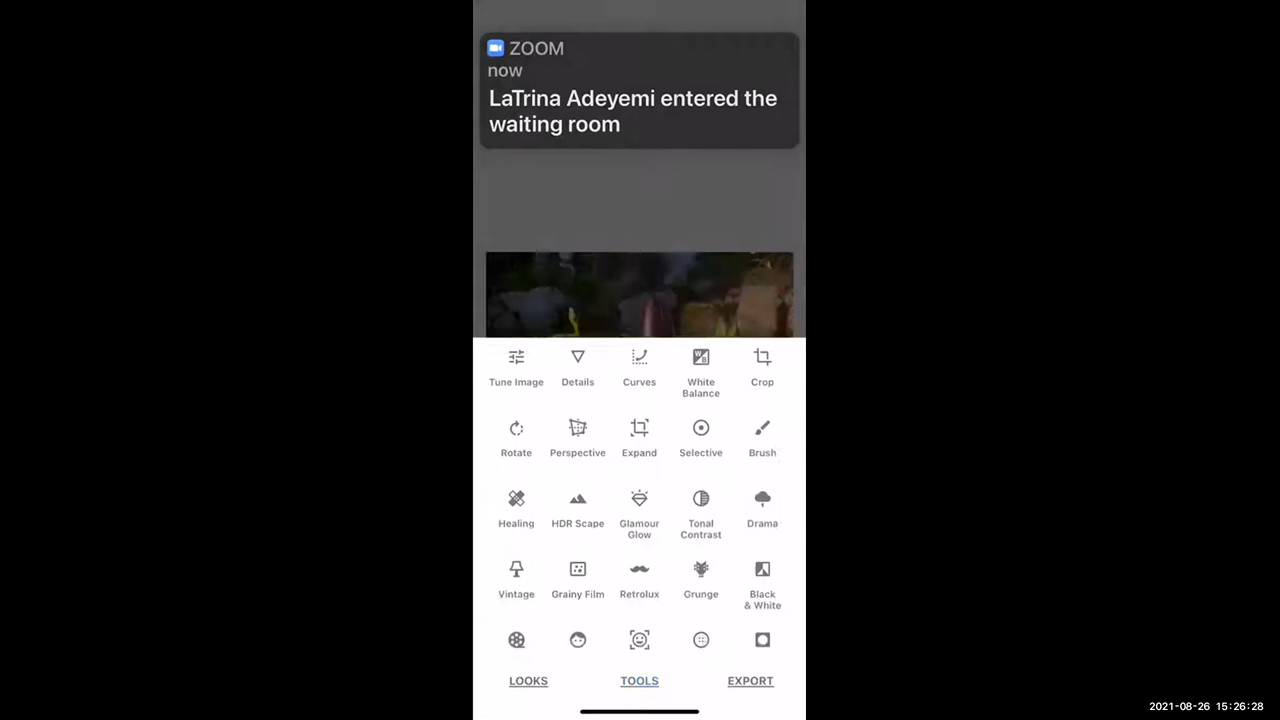 ZOOM
now
LaTrina Adeyemi entered the
waiting room
Tune Image
Details
Curves
White
Balance
Crop
Rotate
Perspective
Expand
Selective
Brush
Healing
HDR Scape
Glamour
Glow
Tonal
Contrast
Drama
Vintage
Grainy Film
Retrolux
Grunge
Black
& White
LOOKS
TOOLS
EXPORT
2021-08-26 15:26:28